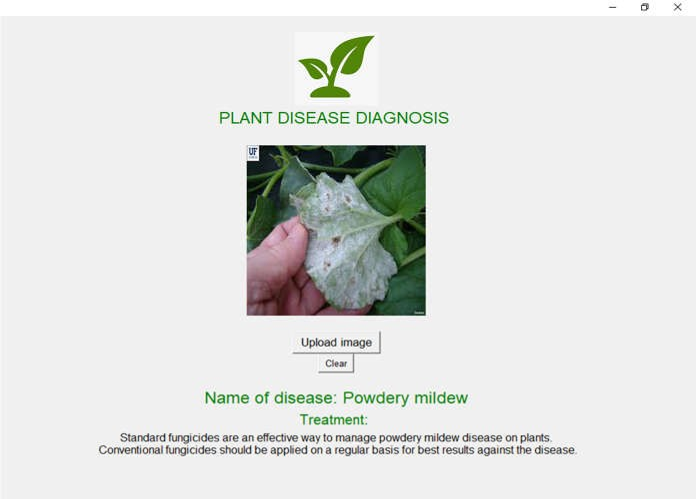 PLANT DISEASE DIAGNOSIS
UF
Upload image
Clear
Name of disease: Powdery mildew
Treatment:
Standard fungicides are an effective way to manage powdery mildew disease on plants.
Conventional fungicides should be applied on a regular basis for best results against the disease.